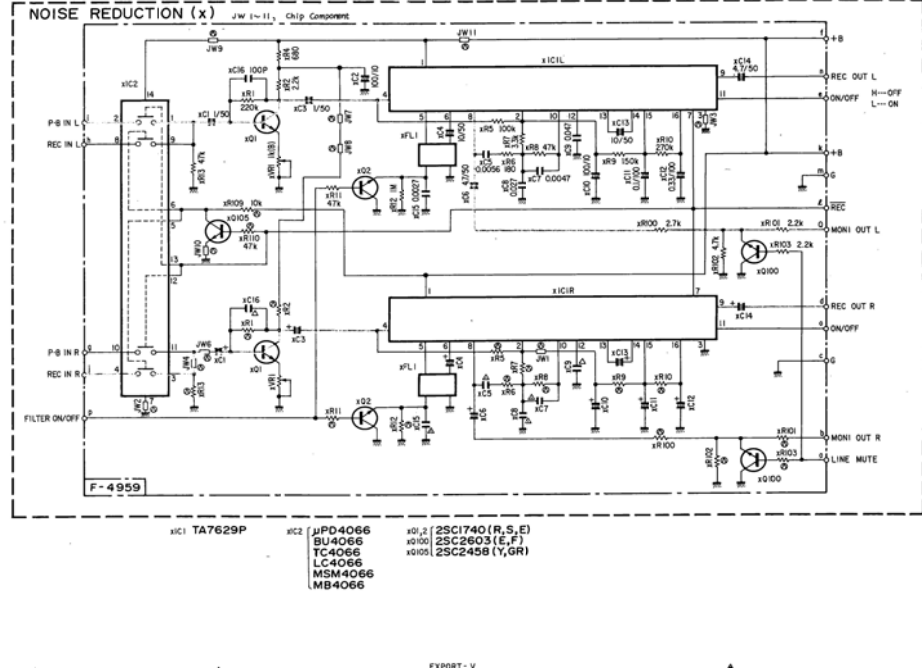 NOISE REDUCTION (x) JW 1~11, Chip Component
JW9
JW11
f +B
xR4 680
xR2 2.2k
xC16 100P
xR1 220k
xC1 1/50
xC3 1/50
xC2 100/10
xIC2
14
xIC1L
xC14 4.7/50
n REC OUT L
e ON/OFF
H---OFF
L---ON
P·B IN L
REC IN L
xQ1
xVR1 1k(B)
JW7
JW8
xR13 47k
xFL1
xC4 10/50
xR5 100k
xR7 3.3k
xR8 47k
xC9 0.047
xC13 10/50
JW3
xC5 0.0056
xR6 180
xC6 4.7/50
xC8 0.027
xC7 0.0047
xR9 150k
xR10 270k
xC10 100/10
xC11 0.1/100
xC12 0.33/100
k +B
m G
xQ2
xR11 47k
xR12 1M
xC15 0.0027
xR109 10k
xQ105
xR110 47k
JW10
REC
MONI OUT L
xR100 2.7k
xR101 2.2k
xR102 4.7k
xR103 2.2k
xQ100
xIC1R
xC16
xR1
xR2
xC3
xC14
d REC OUT R
ON/OFF
P·B IN R
REC IN R
JW6
JW4
xC1
xQ1
xVR1
xR13
JW2
xFL1
xC4
xR5
xR7
JW1
xC9
xC13
xC5
xR6
xR8
xC6
xC8
xC7
xR9
xR10
xC10
xC11
xC12
c G
FILTER ON/OFF
xR11
xQ2
xR12
xC15
xR100
xR101
b MONI OUT R
xR102
xR103
LINE MUTE
xQ100
F-4959
xIC1 TA7629P
xIC2 μPD4066
BU4066
TC4066
LC4066
MSM4066
MB4066
xQ1,2 2SC1740(R,S,E)
xQ100 2SC2603(E,F)
xQ105 2SC2458(Y,GR)
EXPORT-V